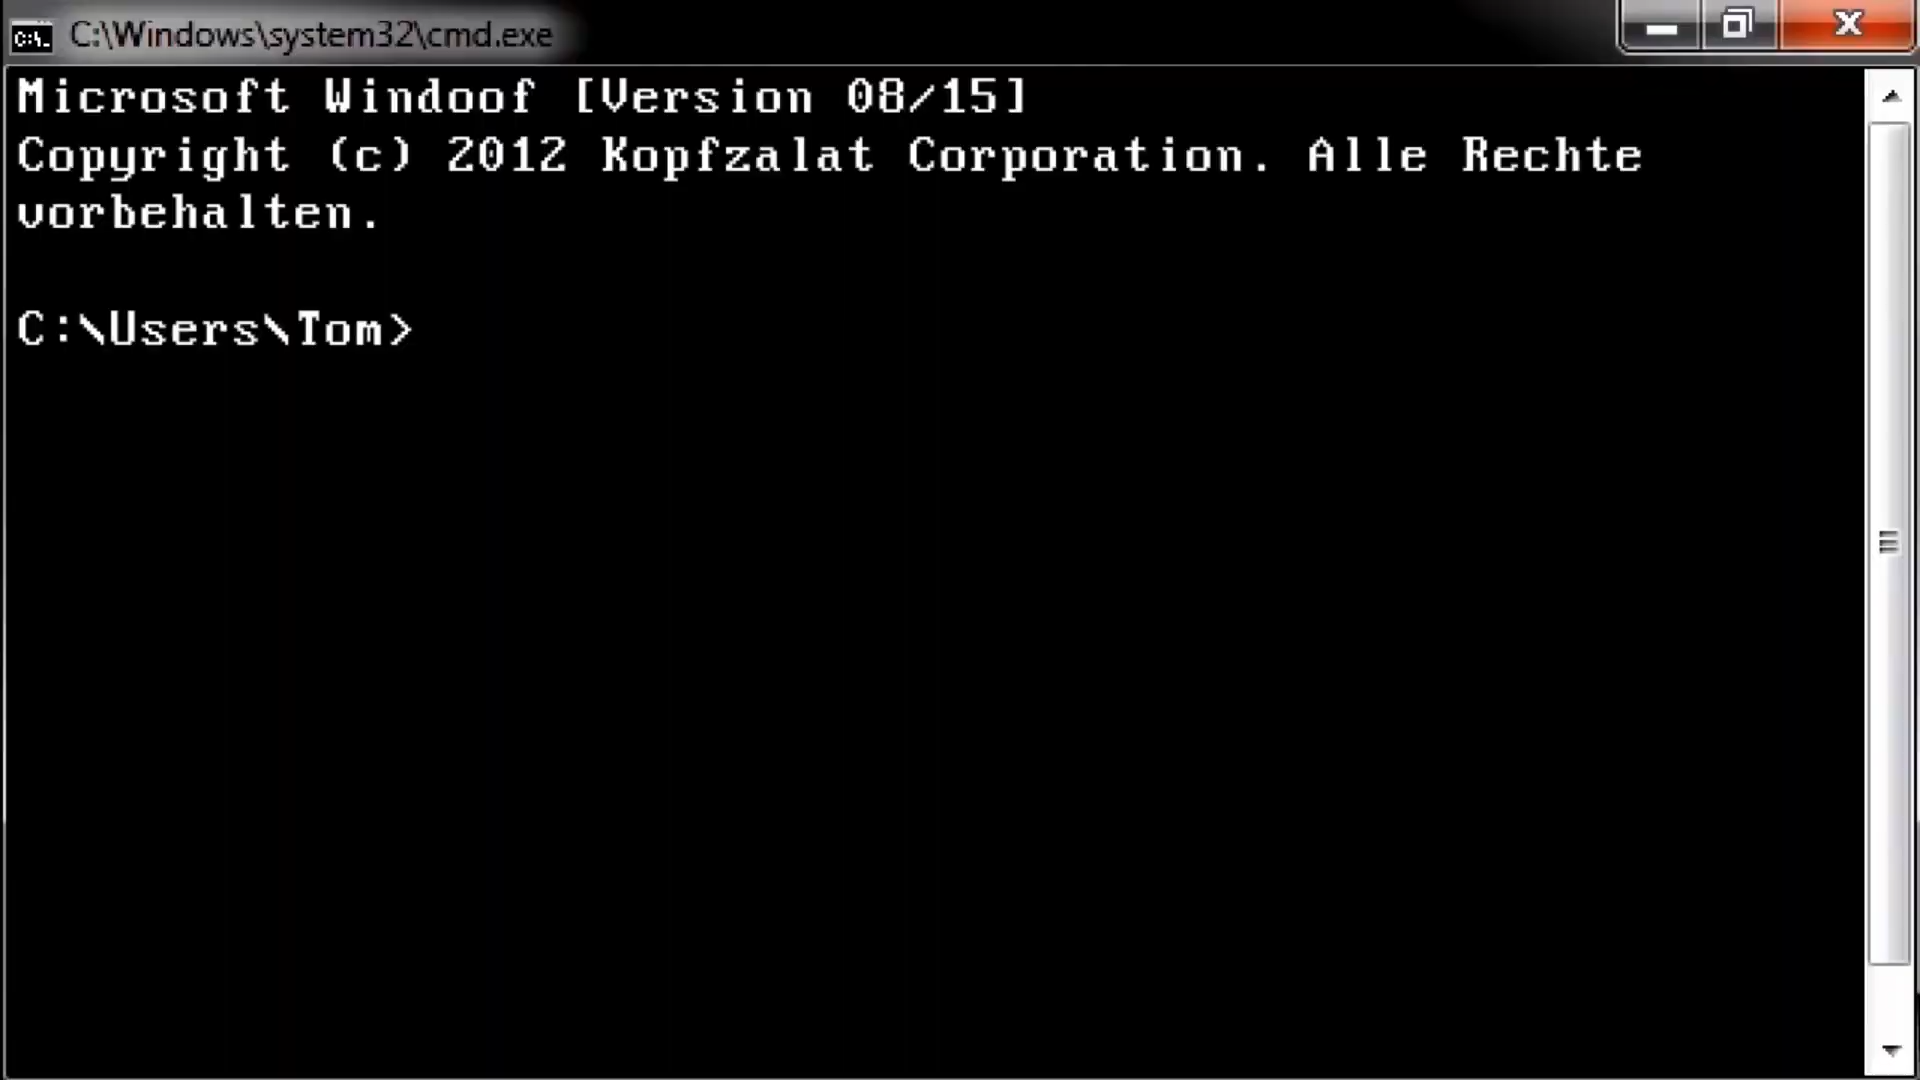 C:\Windows\system32\cmd.exe
Microsoft Windoof [Version 08/15]
Copyright (c) 2012 Kopfzalat Corporation. Alle Rechte
vorbehalten.
C:\Users\Tom>